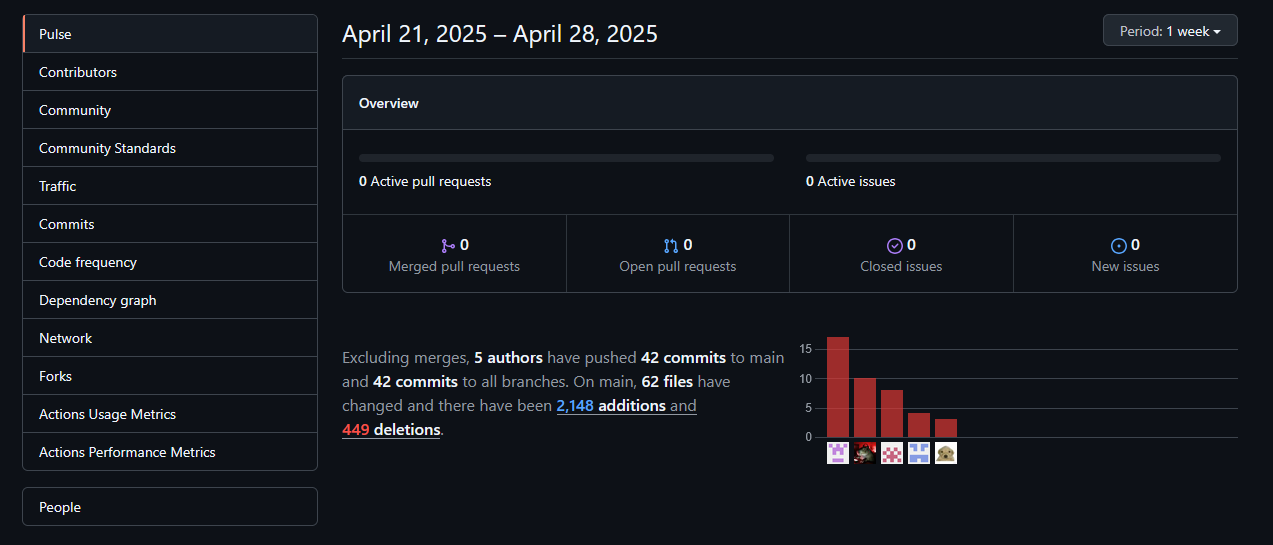 Pulse
Contributors
Community
Community Standards
Traffic
Commits
Code frequency
Dependency graph
Network
Forks
Actions Usage Metrics
Actions Performance Metrics
People
April 21, 2025 – April 28, 2025
Period: 1 week
Overview
0 Active pull requests
0 Active issues
0
Merged pull requests
0
Open pull requests
0
Closed issues
0
New issues
Excluding merges, 5 authors have pushed 42 commits to main
and 42 commits to all branches. On main, 62 files have
changed and there have been 2,148 additions and
449 deletions.
15
10
5
0